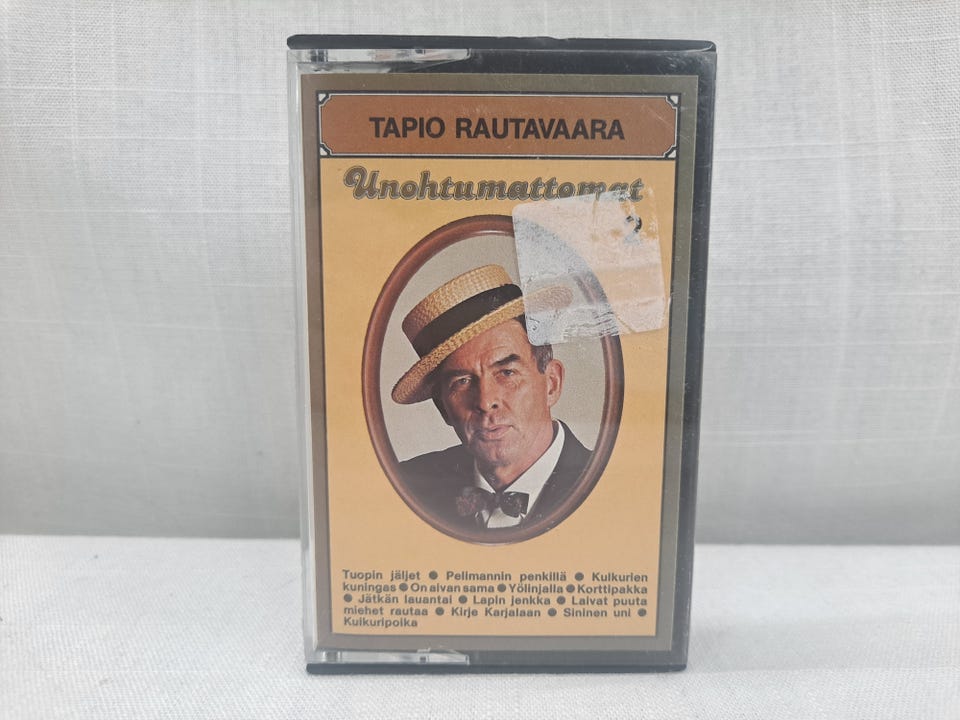 TAPIO RAUTAVAARA
Unohtumattomat
Tuopin jäljet ● Pelimannin penkillä ● Kulkurien
kuningas ● On aivan sama ● Yölinjalla ● Korttipakka
● Jätkän lauantai ● Lapin jenkka ● Laivat puuta
miehet rautaa ● Kirje Karjalaan ● Sininen uni ●
Kulkuripoika